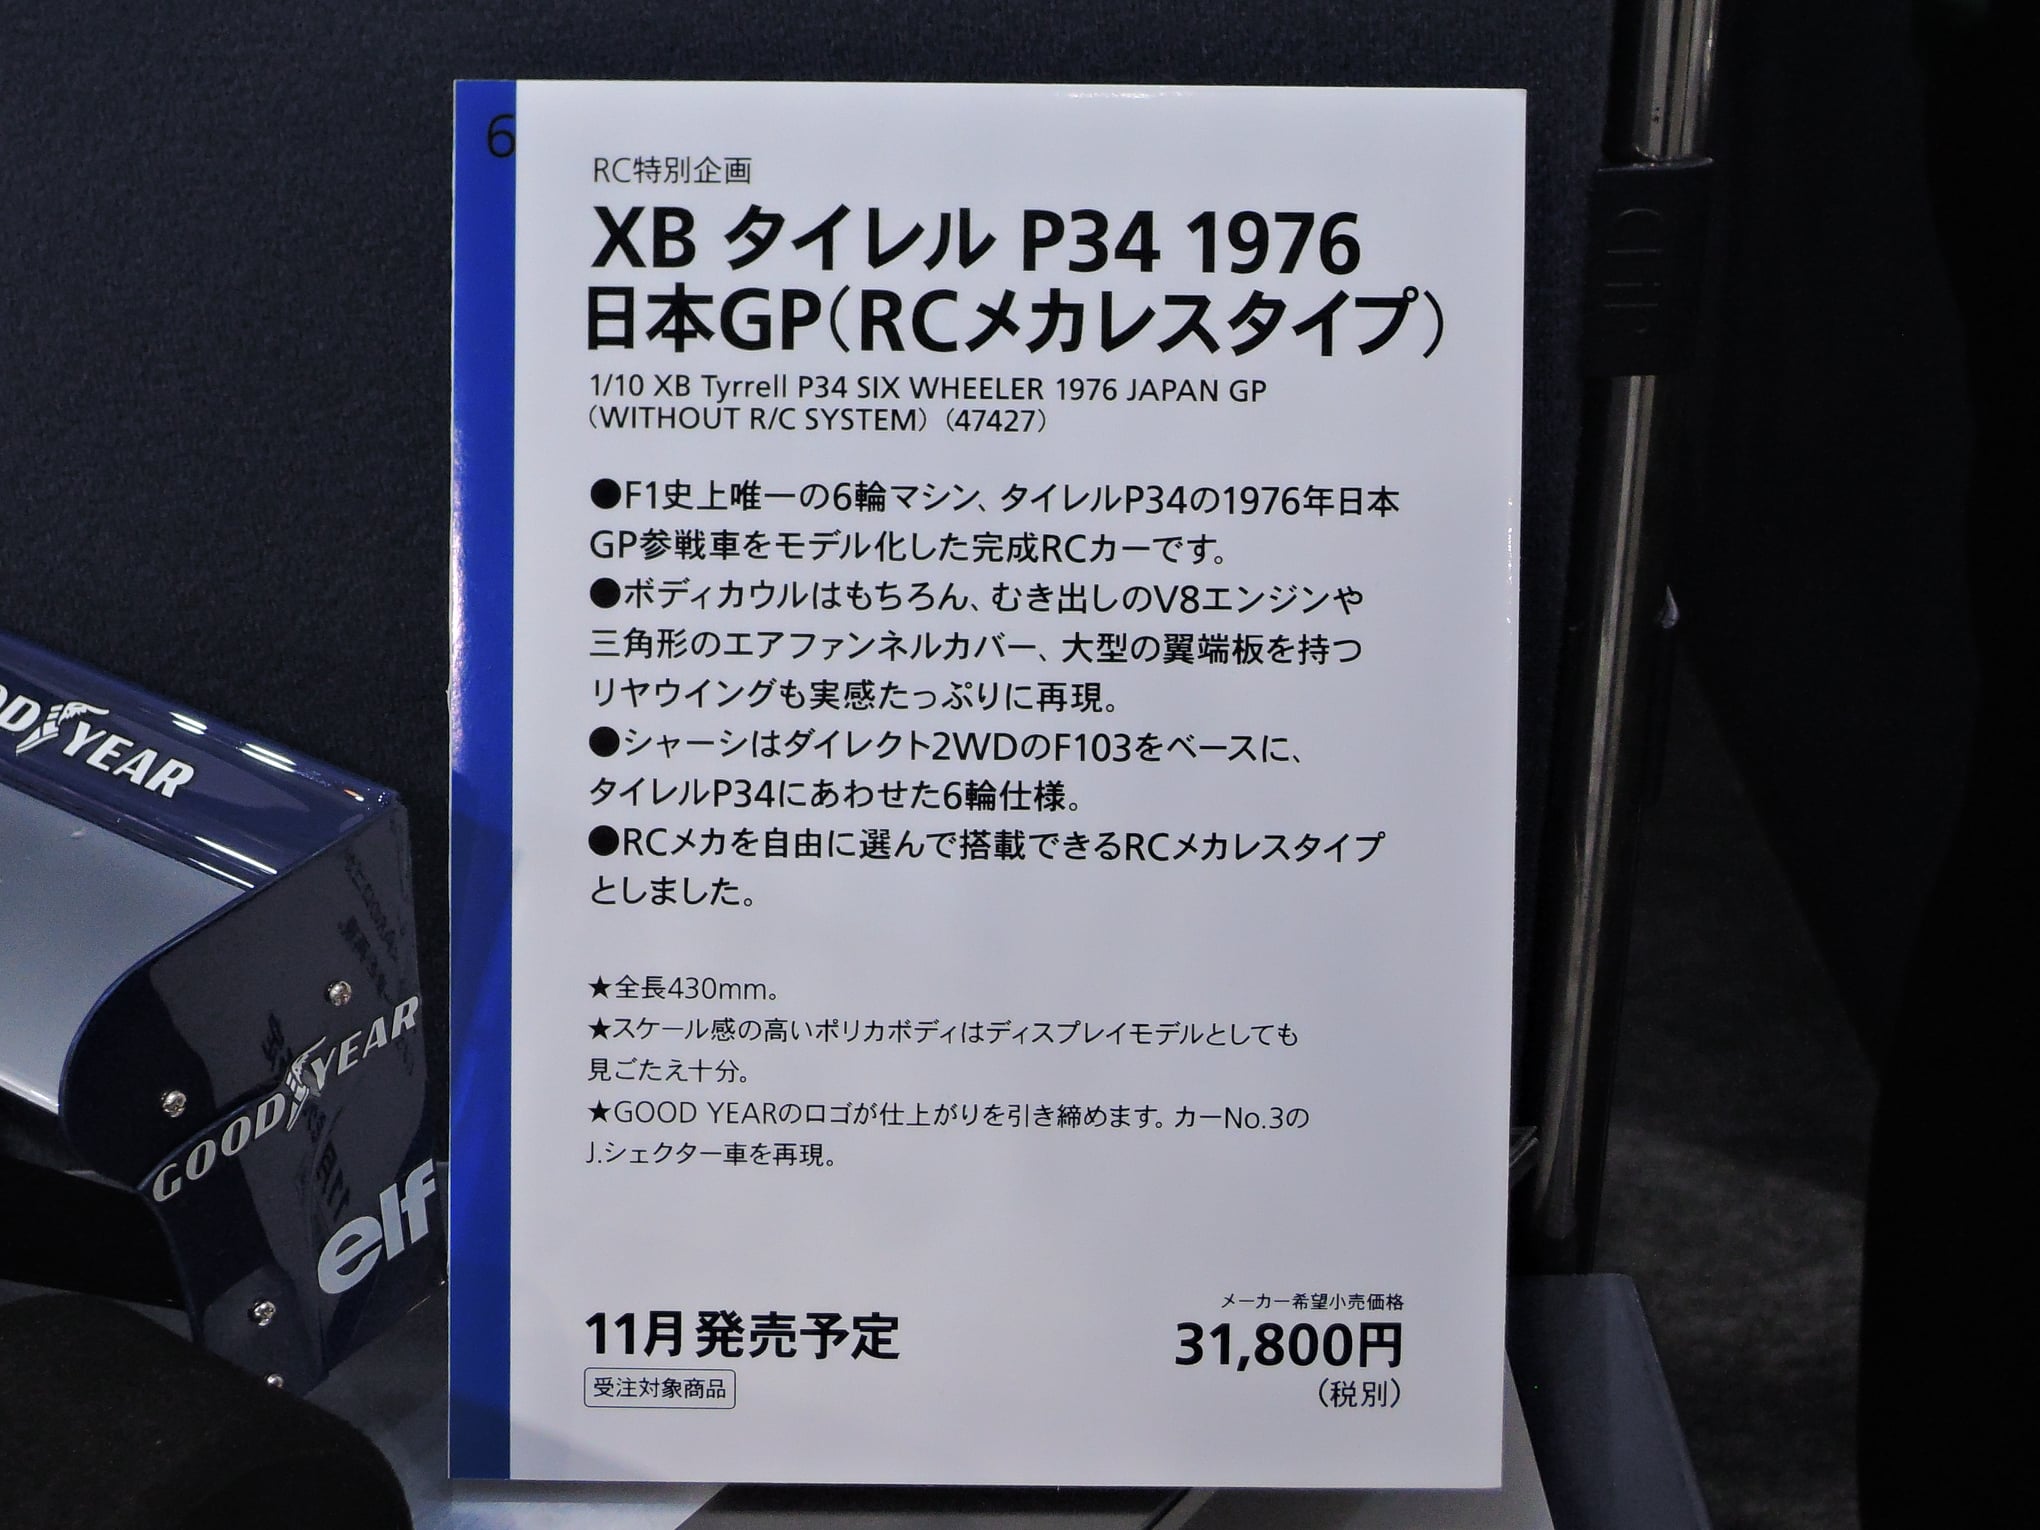 6
RC特別企画
XB タイレル P34 1976
日本GP（RCメカレスタイプ）
1/10 XB Tyrrell P34 SIX WHEELER 1976 JAPAN GP
（WITHOUT R/C SYSTEM）（47427）
●F1史上唯一の6輪マシン、タイレルP34の1976年日本
GP参戦車をモデル化した完成RCカーです。
●ボディカウルはもちろん、むき出しのV8エンジンや
三角形のエアファンネルカバー、大型の翼端板を持つ
リヤウイングも実感たっぷりに再現。
●シャーシはダイレクト2WDのF103をベースに、
タイレルP34にあわせた6輪仕様。
●RCメカを自由に選んで搭載できるRCメカレスタイプ
としました。
★全長430mm。
★スケール感の高いポリカボディはディスプレイモデルとしても
見ごたえ十分。
★GOOD YEARのロゴが仕上がりを引き締めます。カーNo.3の
J.シェクター車を再現。
11月発売予定
受注対象商品
メーカー希望小売価格
31,800円
（税別）
OD YEAR
GOOD YEAR
elf